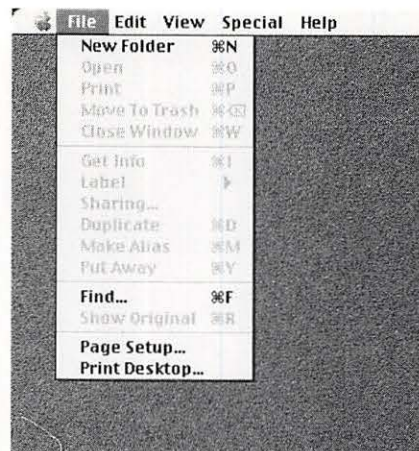 File Edit View Special Help
New Folder ⌘N
Open ⌘O
Print ⌘P
Move To Trash ⌘⌫
Close Window ⌘W
Get Info ⌘I
Label ▶
Sharing...
Duplicate ⌘D
Make Alias ⌘M
Put Away ⌘Y
Find... ⌘F
Show Original ⌘R
Page Setup...
Print Desktop...